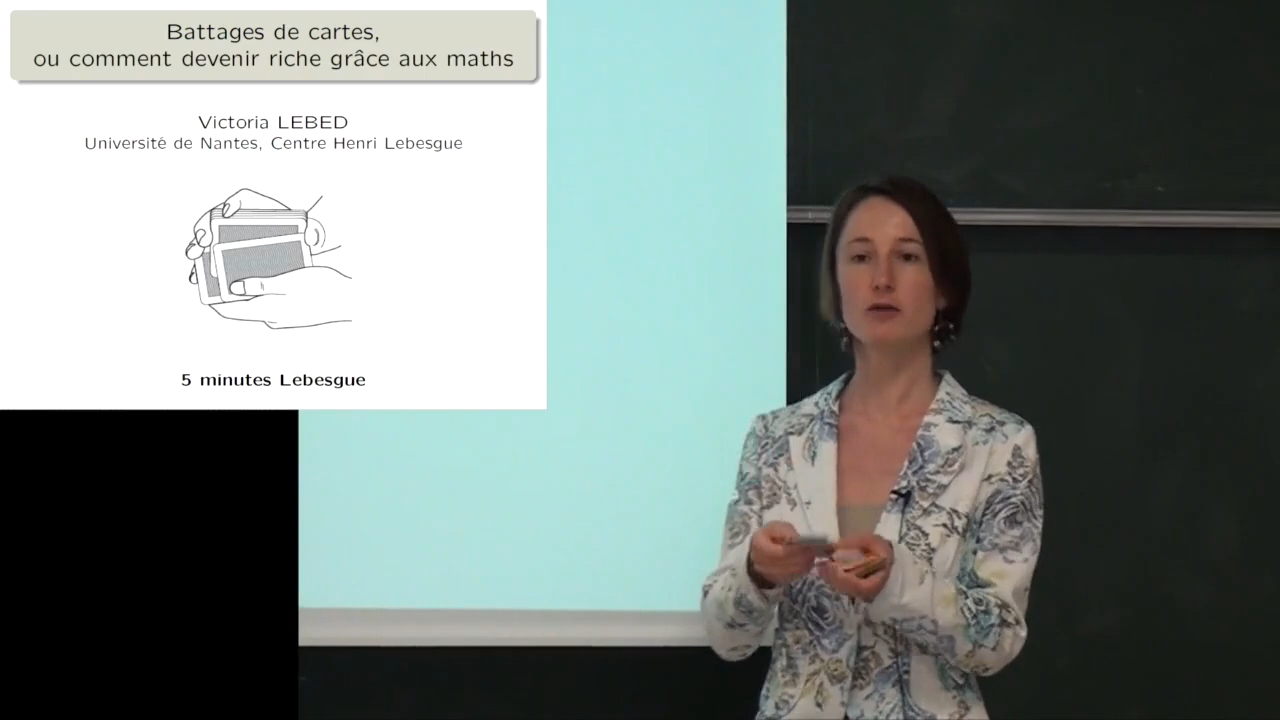 Battages de cartes,
ou comment devenir riche grâce aux maths
Victoria LEBED
Université de Nantes, Centre Henri Lebesgue
5 minutes Lebesgue